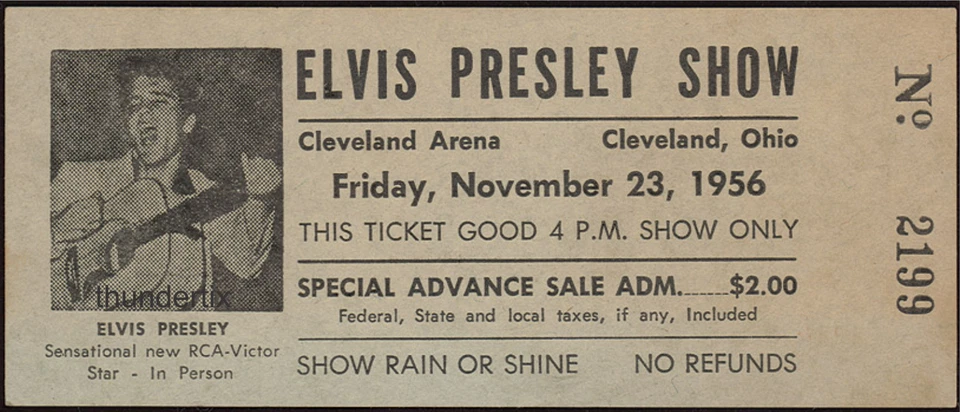 ELVIS PRESLEY SHOW
Cleveland Arena Cleveland, Ohio
Friday, November 23, 1956
THIS TICKET GOOD 4 P.M. SHOW ONLY
SPECIAL ADVANCE SALE ADM.......$2.00
Federal, State and local taxes, if any, Included
SHOW RAIN OR SHINE NO REFUNDS
thundertix
ELVIS PRESLEY
Sensational new RCA-Victor
Star - In Person
No. 2199